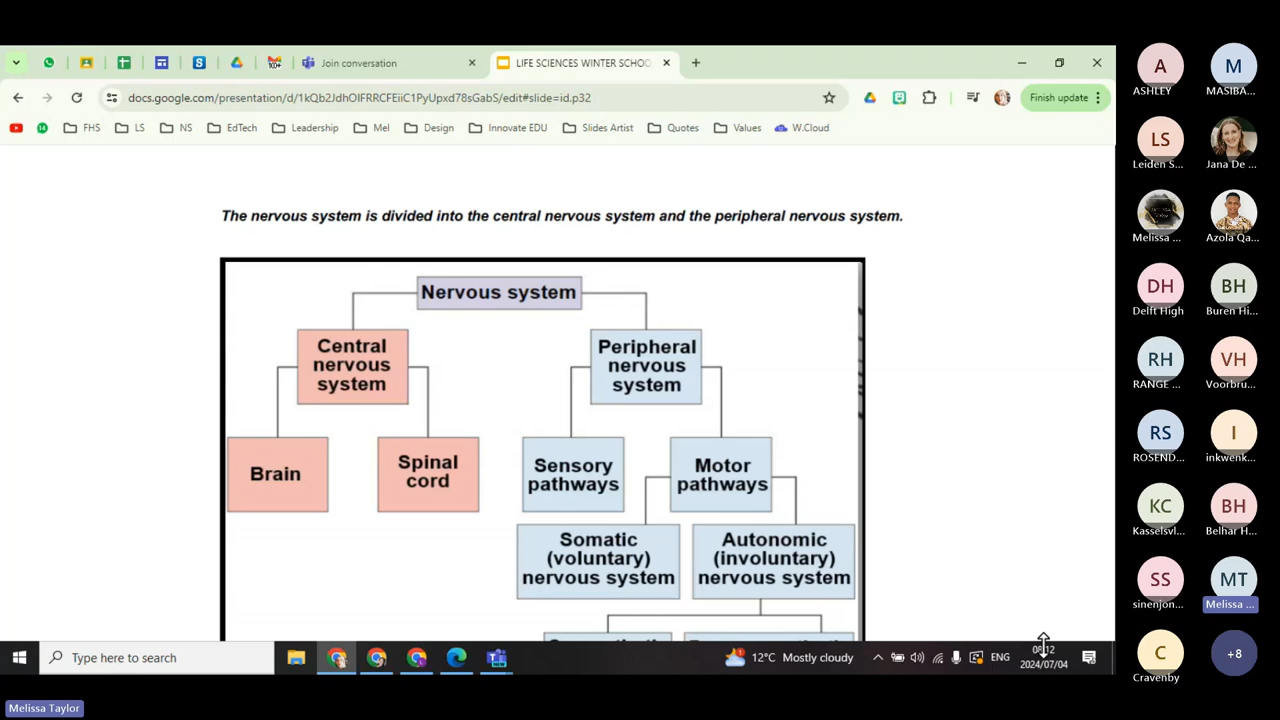 Join conversation
LIFE SCIENCES WINTER SCHOO
docs.google.com/presentation/d/1kQb2JdhOIFRRCFEiiC1PyUpxd78sGabS/edit#slide=id.p32
Finish update
FHS
LS
NS
EdTech
Leadership
Mel
Design
Innovate EDU
Slides Artist
Quotes
Values
W.Cloud
The nervous system is divided into the central nervous system and the peripheral nervous system.
Nervous system
Central
nervous
system
Peripheral
nervous
system
Brain
Spinal
cord
Sensory
pathways
Motor
pathways
Somatic
(voluntary)
nervous system
Autonomic
(involuntary)
nervous system
Type here to search
12°C Mostly cloudy
ENG
08:12
2024/07/04
A
ASHLEY
M
MASIBA...
LS
Leiden S...
Jana De ...
Melissa ...
Azola Qa...
DH
Delft High
BH
Buren Hi...
RH
RANGE ...
VH
Voorbru...
RS
ROSEND...
I
inkwenk...
KC
Kasselsvl...
BH
Belhar H...
SS
sinenjon...
MT
Melissa ...
C
Cravenby
+8
Melissa Taylor